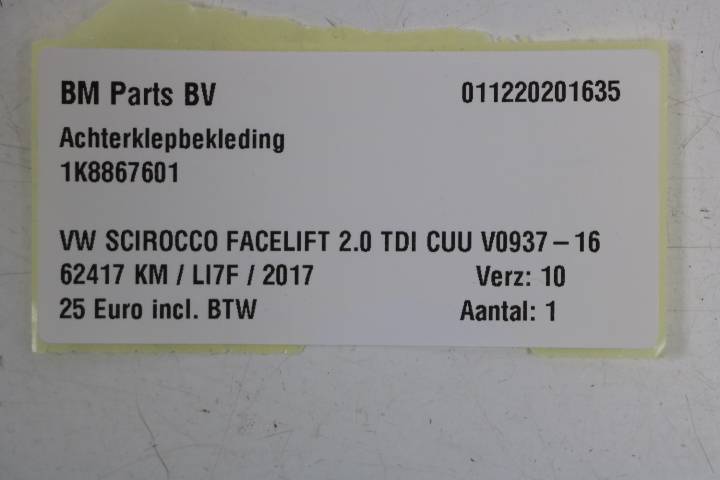 BM Parts BV 011220201635
Achterklepbekleding
1K8867601
VW SCIROCCO FACELIFT 2.0 TDI CUU V0937-16
62417 KM / LI7F / 2017 Verz: 10
25 Euro incl. BTW Aantal: 1